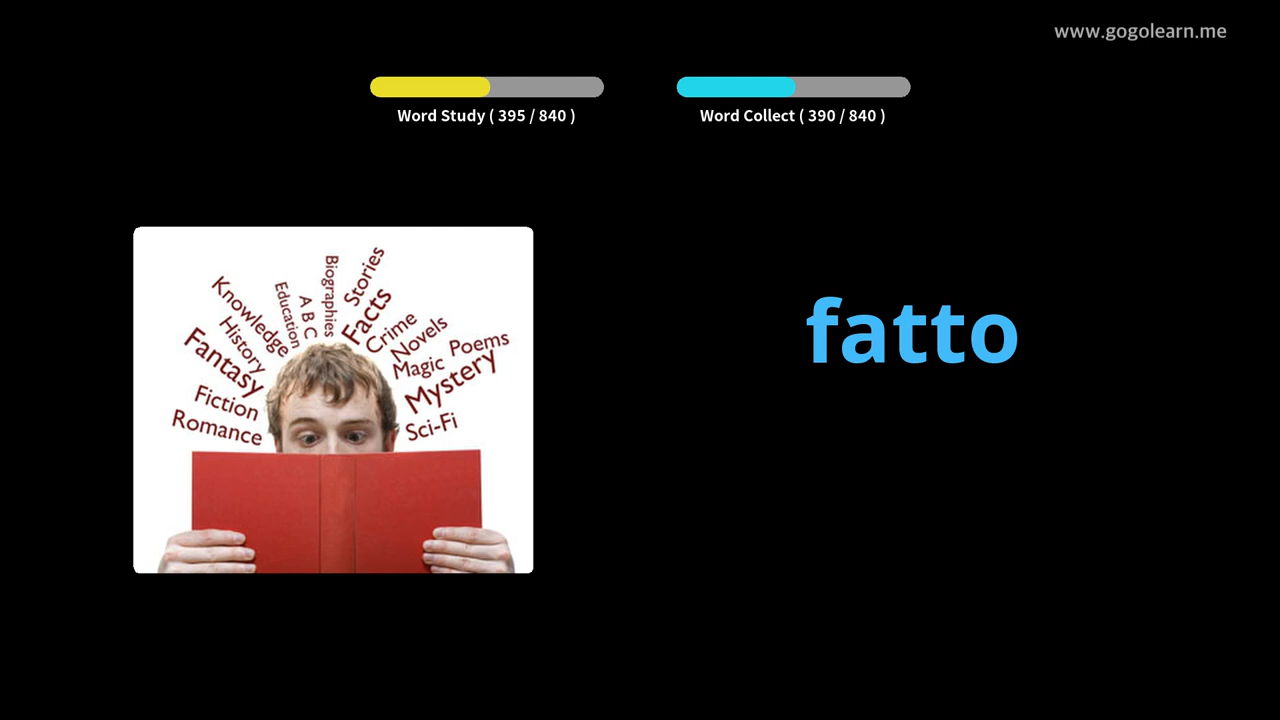 www.gogolearn.me
Word Study ( 395 / 840 )
Word Collect ( 390 / 840 )
Biographies
Stories
Facts
A B C
Education
Knowledge
History
Fantasy
Fiction
Romance
Crime
Novels
Poems
Magic
Mystery
Sci-Fi
fatto